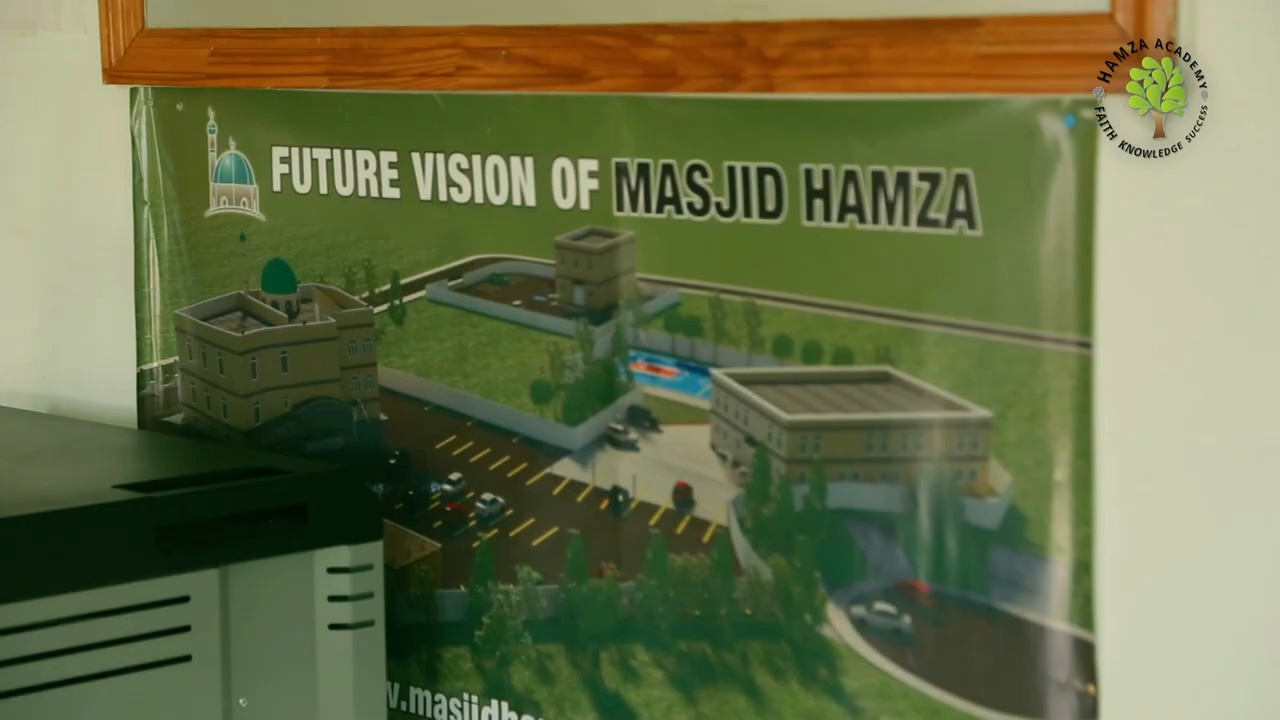 FUTURE VISION OF MASJID HAMZA
HAMZA ACADEMY
FAITH KNOWLEDGE SUCCESS